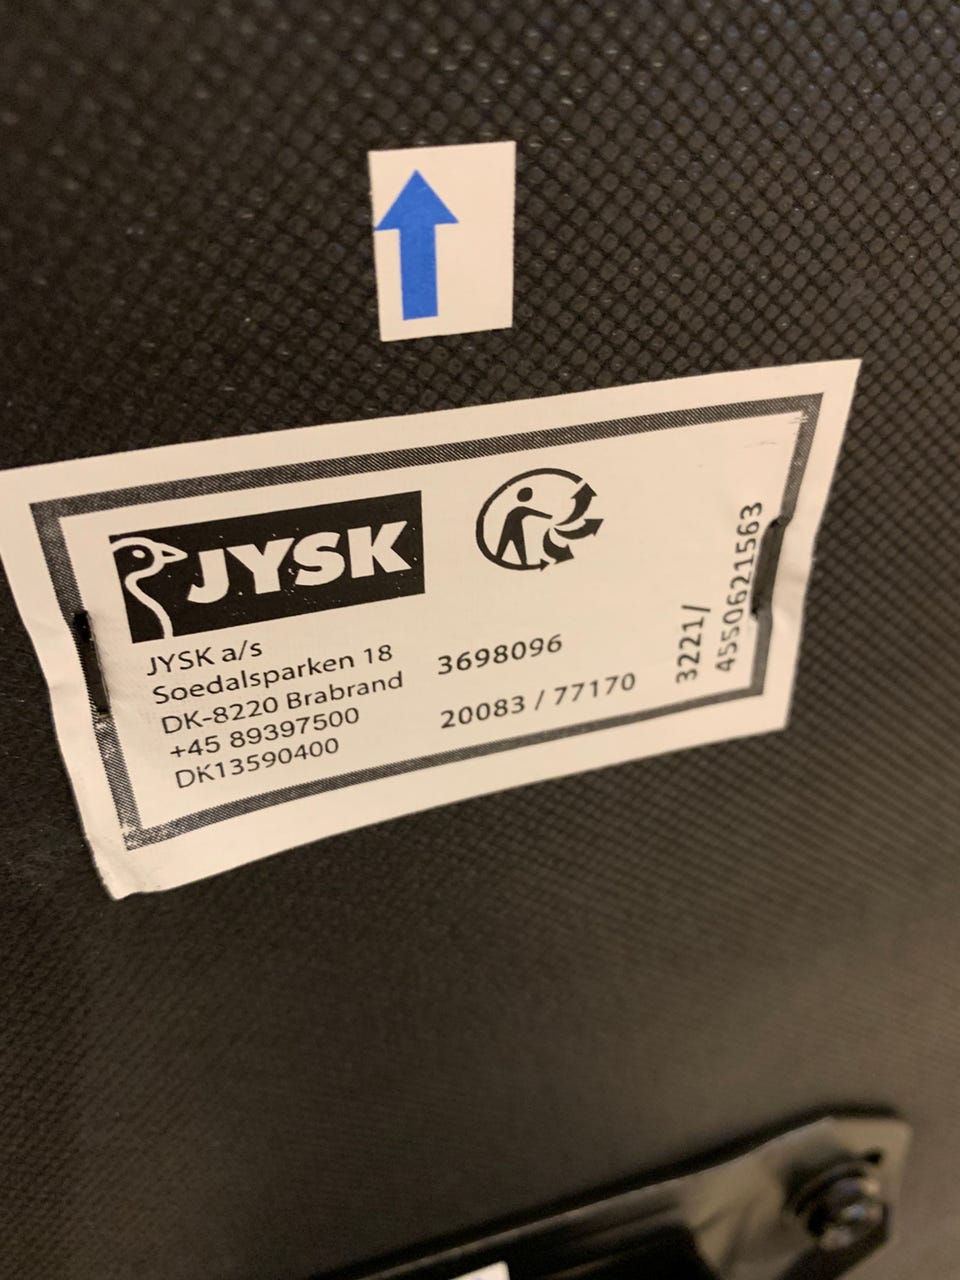 JYSK
JYSK a/s
Soedalsparken 18
DK-8220 Brabrand
+45 89397500
DK13590400
3698096
20083 / 77170
3221/
4550621563